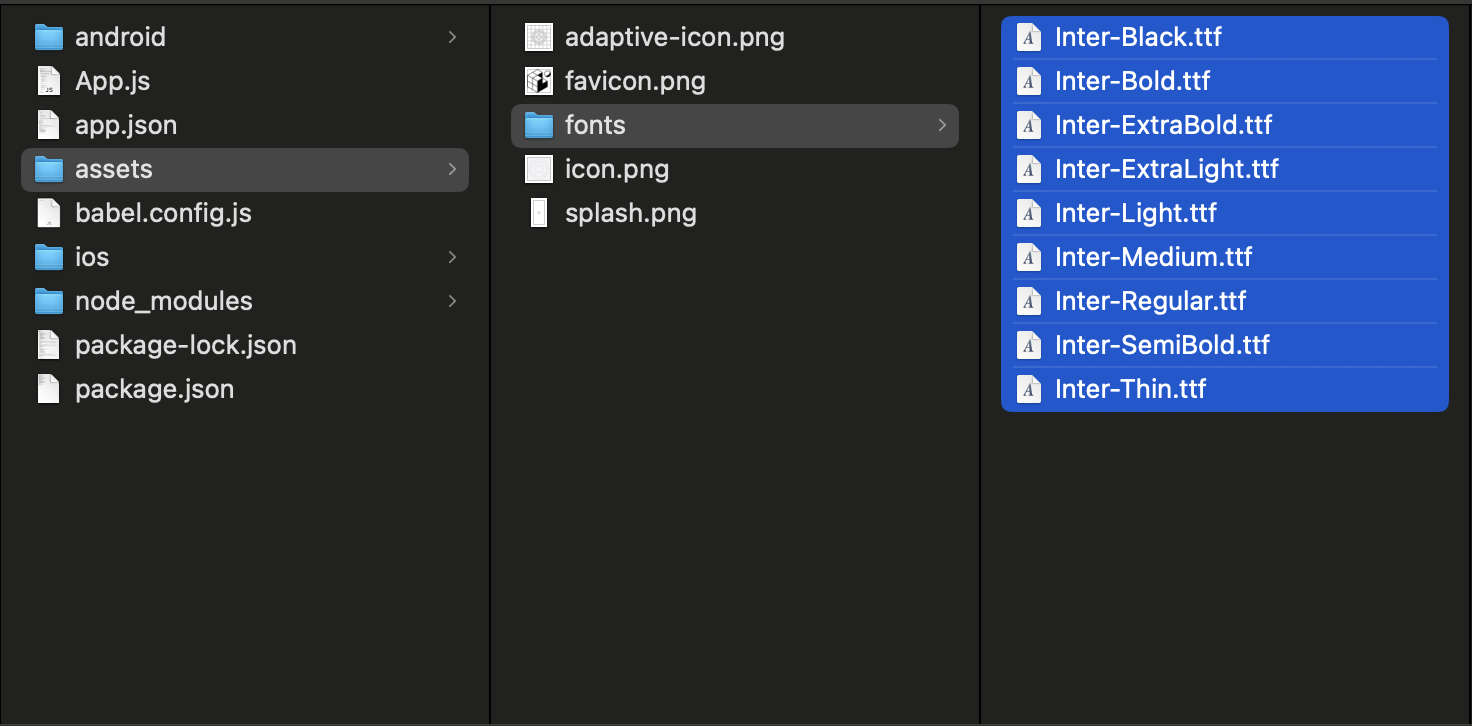 android
App.js
app.json
assets
babel.config.js
ios
node_modules
package-lock.json
package.json
adaptive-icon.png
favicon.png
fonts
icon.png
splash.png
Inter-Black.ttf
Inter-Bold.ttf
Inter-ExtraBold.ttf
Inter-ExtraLight.ttf
Inter-Light.ttf
Inter-Medium.ttf
Inter-Regular.ttf
Inter-SemiBold.ttf
Inter-Thin.ttf